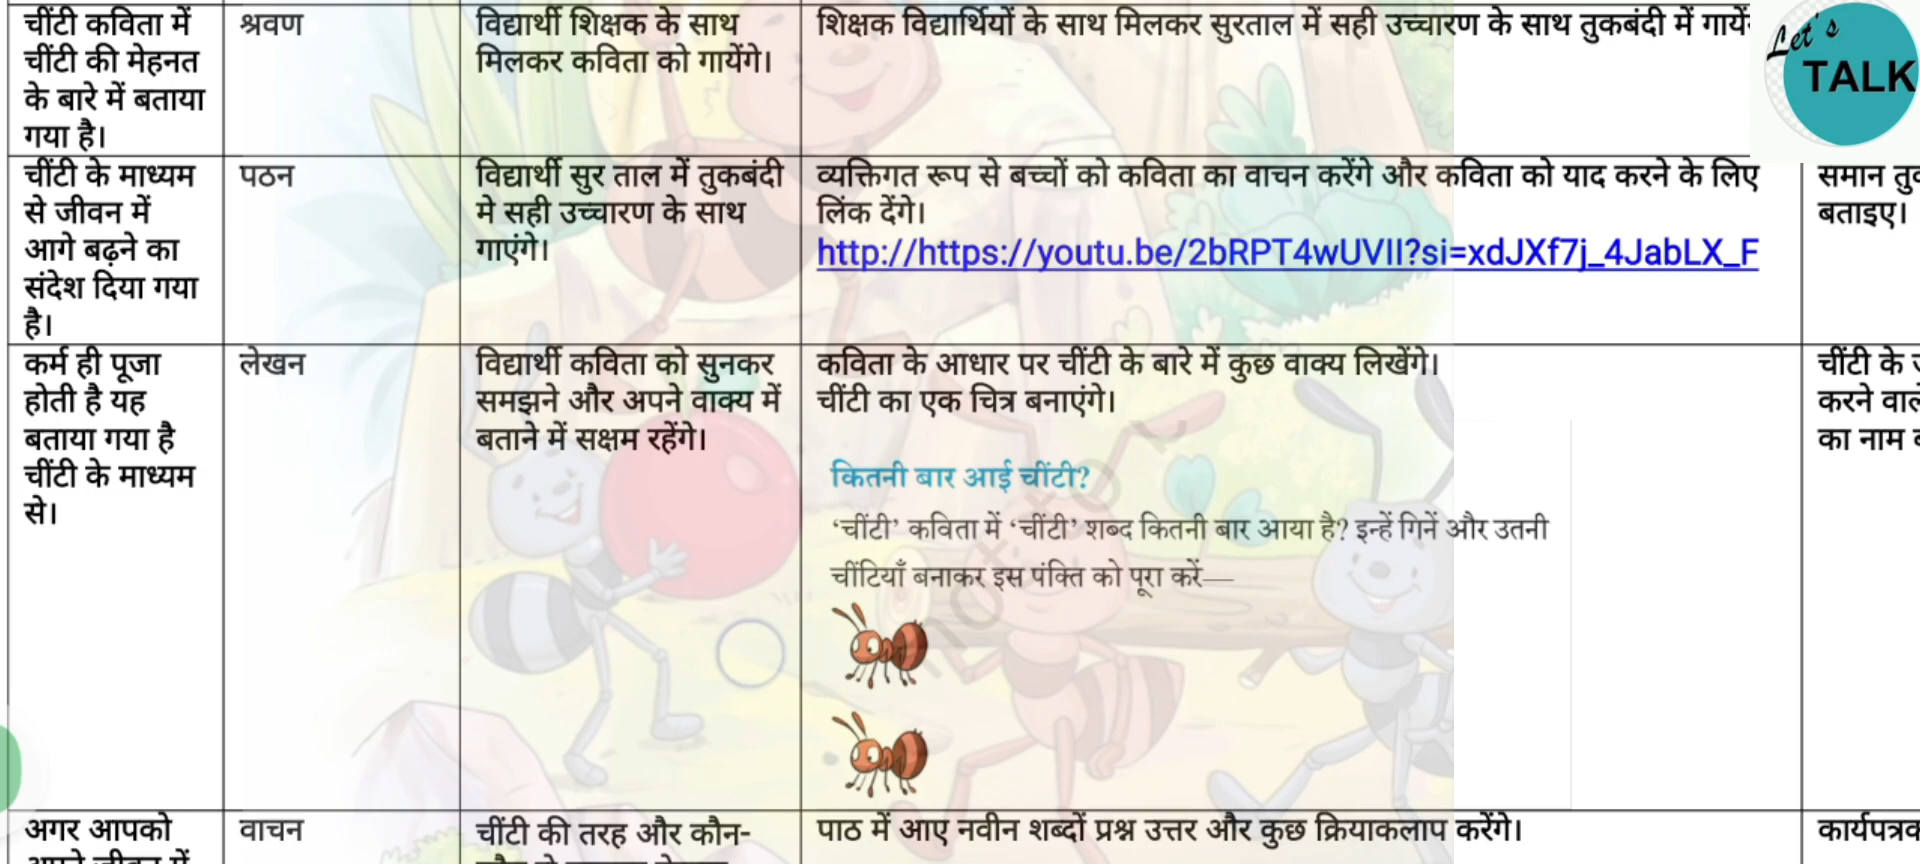 चींटी कविता में
चींटी की मेहनत
के बारे में बताया
गया है।
श्रवण
विद्यार्थी शिक्षक के साथ
मिलकर कविता को गायेंगे।
शिक्षक विद्यार्थियों के साथ मिलकर सुरताल में सही उच्चारण के साथ तुकबंदी में
Let's
TALK
चींटी के माध्यम
से जीवन में
आगे बढ़ने का
संदेश दिया गया
है।
पठन
विद्यार्थी सुर ताल में तुकबंदी
मे सही उच्चारण के साथ
गाएंगे।
व्यक्तिगत रूप से बच्चों को कविता का वाचन करेंगे और कविता को याद करने के लिए
लिंक देंगे।
http://https://youtu.be/2bRPT4wUVII?si=xdJXf7j_4JabLX_F
समान
बताइए।
कर्म ही पूजा
होती है यह
बताया गया है
चींटी के माध्यम
से।
लेखन
विद्यार्थी कविता को सुनकर
समझने और अपने वाक्य में
बताने में सक्षम रहेंगे।
कविता के आधार पर चींटी के बारे में कुछ वाक्य लिखेंगे।
चींटी का एक चित्र बनाएंगे।
कितनी बार आई चींटी?
‘चींटी’ कविता में ‘चींटी’ शब्द कितनी बार आया है? इन्हें गिनें और उतनी
चींटियाँ बनाकर इस पंक्ति को पूरा करें—
चींटी के
करने
का नाम
अगर आपको
वाचन
चींटी की तरह और कौन-
पाठ में आए नवीन शब्दों प्रश्न उत्तर और कुछ क्रियाकलाप करेंगे।